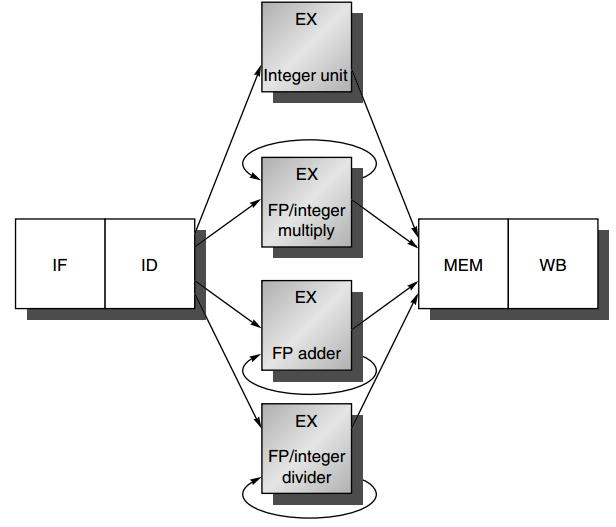 EX
Integer unit
EX
FP/integer
multiply
IF
ID
MEM
WB
EX
FP adder
EX
FP/integer
divider